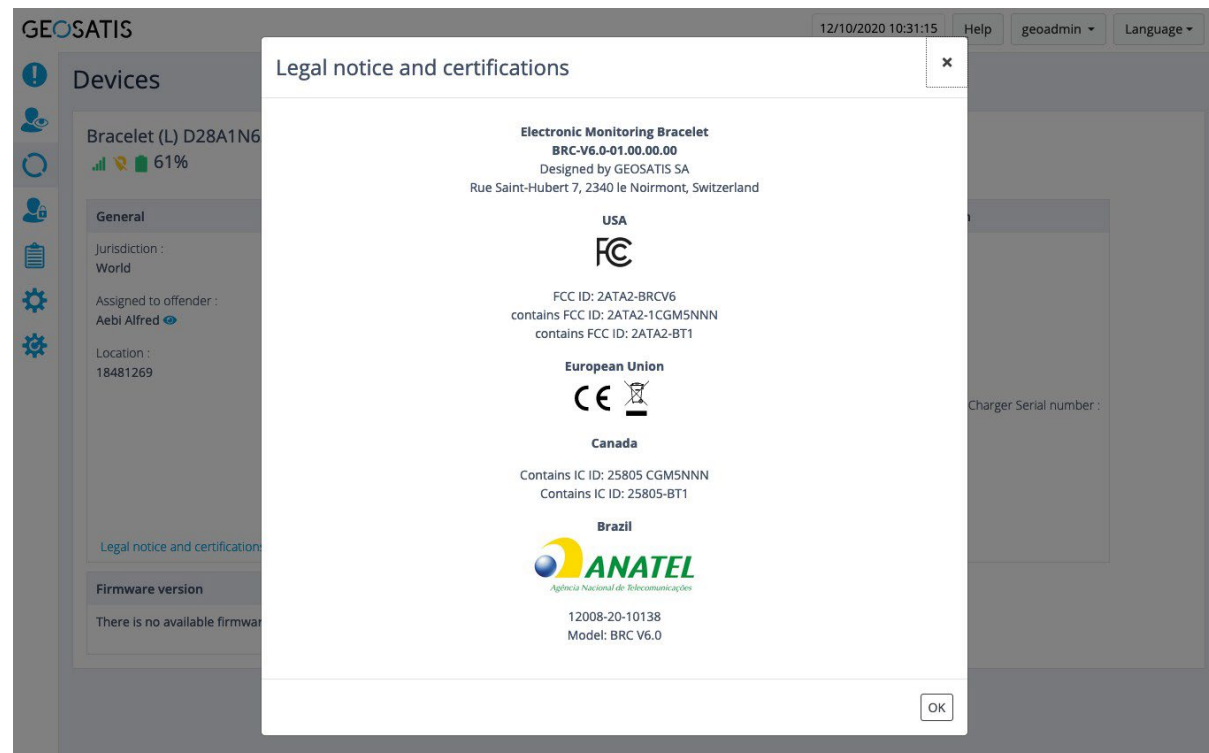 GEOSATIS
12/10/2020 10:31:15
Help
geoadmin
Language
Devices
Bracelet (L) D28A1N6
61%
General
Jurisdiction :
World
Assigned to offender :
Aebi Alfred
Location :
18481269
Charger Serial number :
Legal notice and certifications
Firmware version
There is no available firmwar
Legal notice and certifications
×
Electronic Monitoring Bracelet
BRC-V6.0-01.00.00.00
Designed by GEOSATIS SA
Rue Saint-Hubert 7, 2340 le Noirmont, Switzerland
USA
FC
FCC ID: 2ATA2-BRCV6
contains FCC ID: 2ATA2-1CGM5NNN
contains FCC ID: 2ATA2-BT1
European Union
CE
Canada
Contains IC ID: 25805 CGM5NNN
Contains IC ID: 25805-BT1
Brazil
ANATEL
Agência Nacional de Telecomunicações
12008-20-10138
Model: BRC V6.0
OK